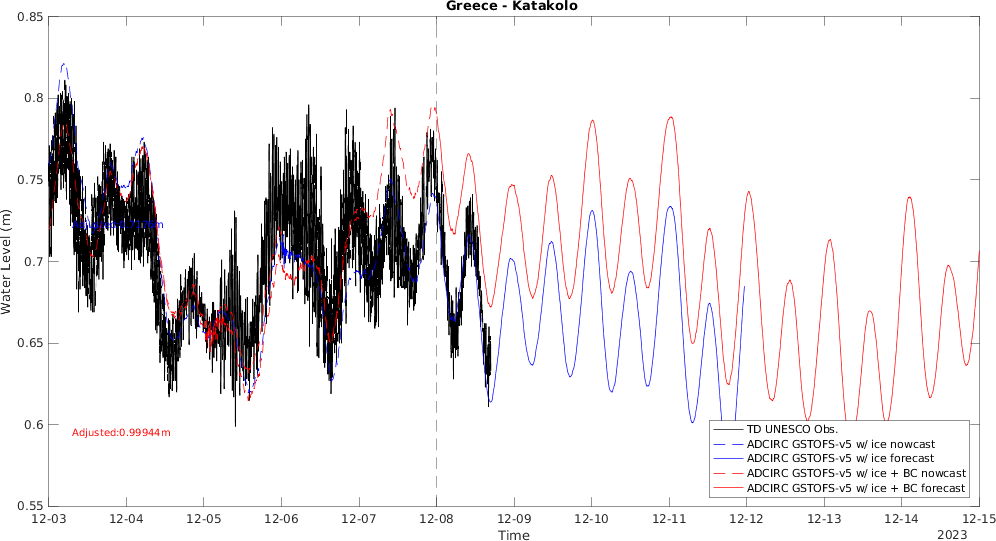 Greece - Katakolo
0.85
0.8
0.75
0.7
0.65
0.6
0.55
Water Level (m)
Adjusted:0.99944m
TD UNESCO Obs.
ADCIRC GSTOFS-v5 w/ ice nowcast
ADCIRC GSTOFS-v5 w/ ice forecast
ADCIRC GSTOFS-v5 w/ ice + BC nowcast
ADCIRC GSTOFS-v5 w/ ice + BC forecast
12-03 12-04 12-05 12-06 12-07 12-08 12-09 12-10 12-11 12-12 12-13 12-14 12-15
Time
2023